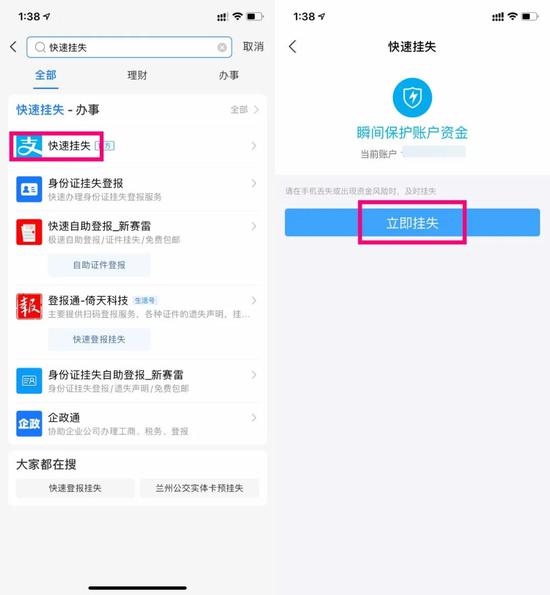 1:38
快速挂失
取消
全部
理财
办事
快速挂失 - 办事
全部
支
快速挂失
身份证挂失登报
快速办理身份证挂失登报服务
快速自助登报_新赛雷
极速自助登报/证件挂失/免费包邮
自助证件登报
报
登报通-倚天科技 生活号
主要提供扫码登报服务，各种证件的遗失声明，挂...
快速登报挂失
身份证挂失自助登报_新赛雷
身份证挂失登报/遗失声明/免费包邮
企政
企政通
协助企业公司办理工商、税务、登报
大家都在搜
快速登报挂失
兰州公交实体卡预挂失
1:38
快速挂失
瞬间保护账户资金
当前账户
请在手机丢失或出现资金风险时，及时挂失
立即挂失